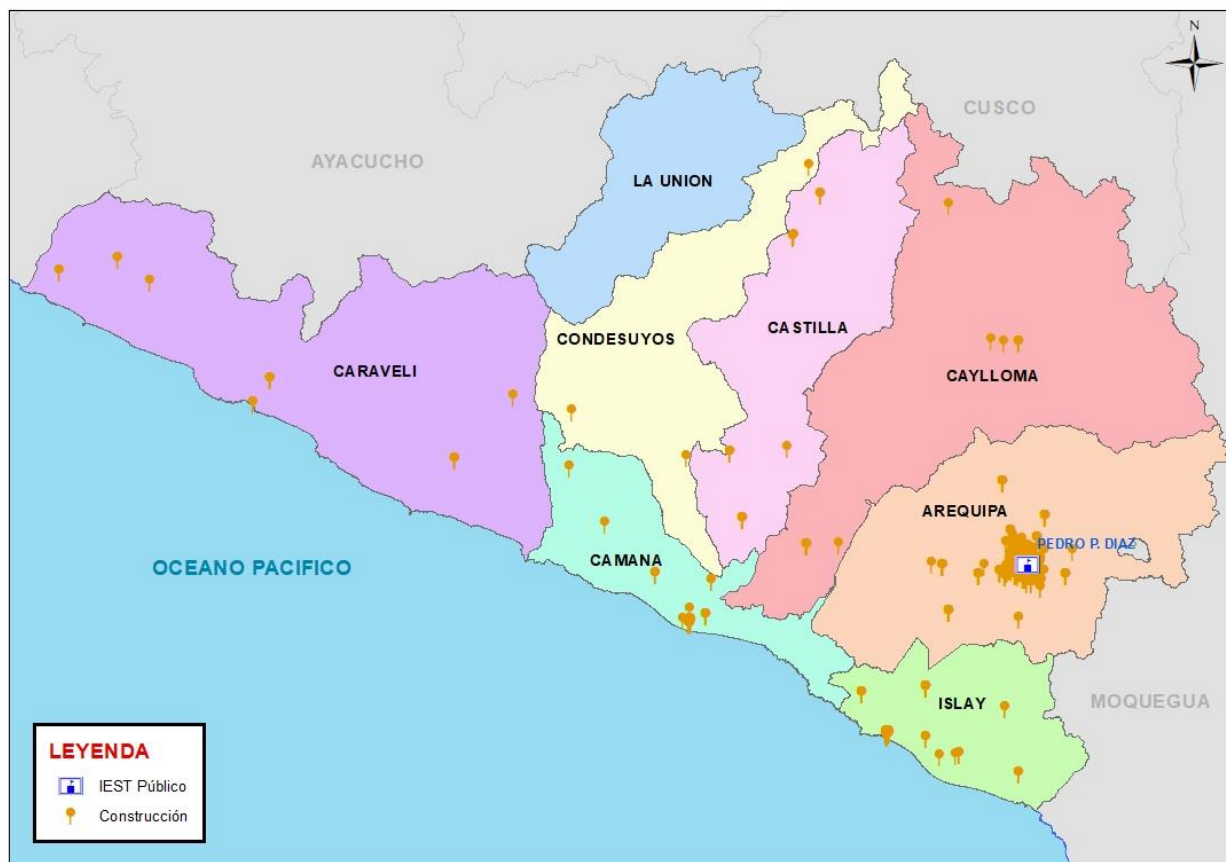 N
CUSCO
AYACUCHO
LA UNION
CASTILLA
CONDESUYOS
CARAVELI
CAYLLOMA
AREQUIPA
PEDRO P. DIAZ
CAMANA
OCEANO PACIFICO
ISLAY
MOQUEGUA
LEYENDA
IEST Público
Construcción